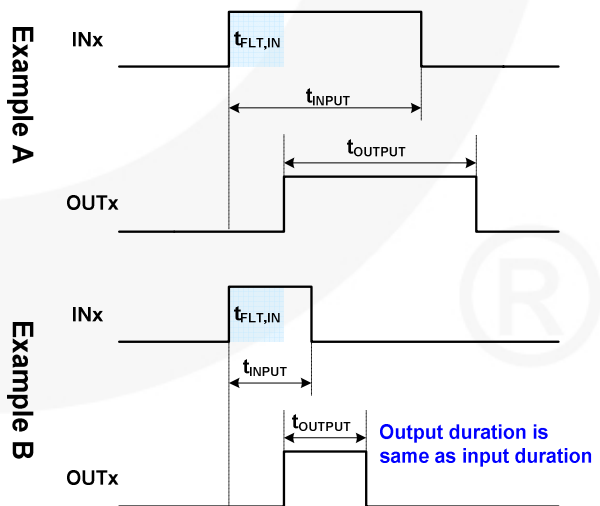 Example A
INx
tFLT,IN
tINPUT
tOUTPUT
OUTx
Example B
INx
tFLT,IN
tINPUT
tOUTPUT
Output duration is
same as input duration
OUTx
®